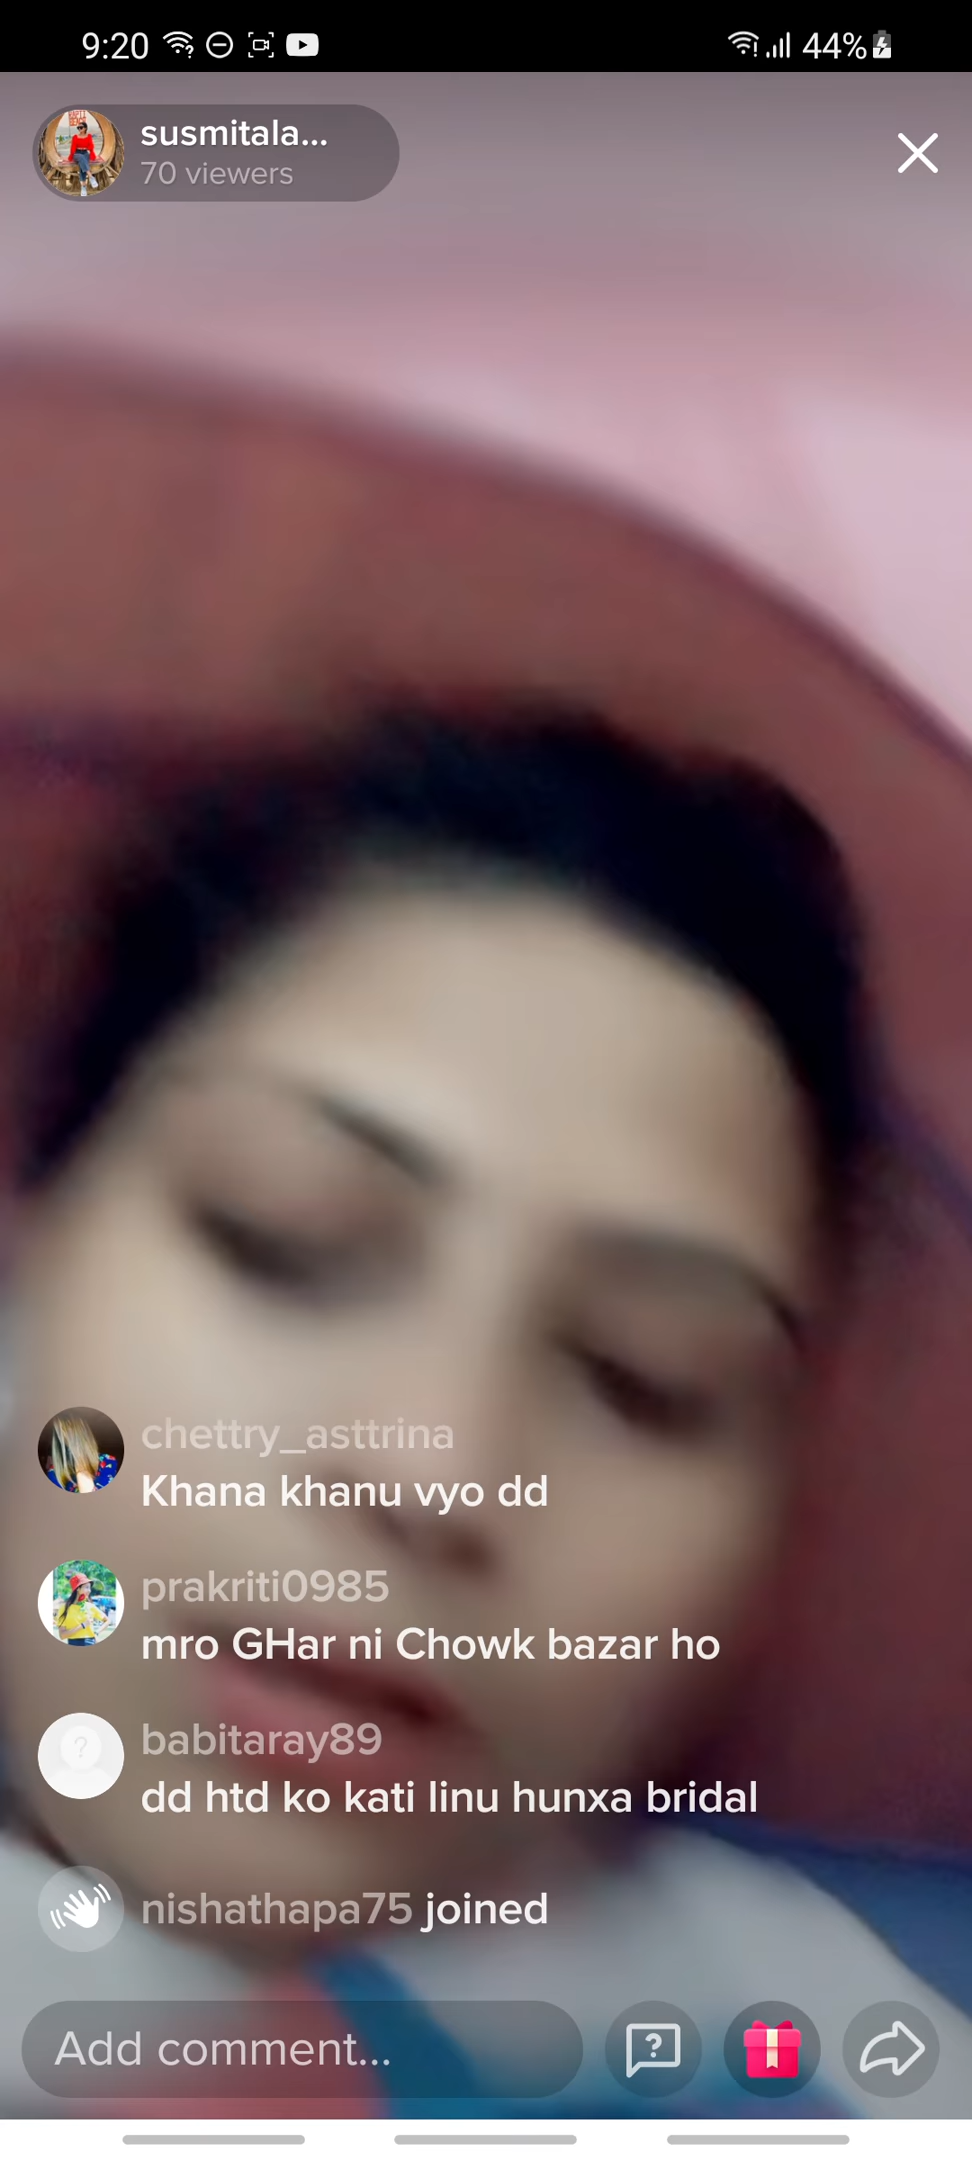 9:20
44%
susmitala...
70 viewers
chettry_asttrina
Khana khanu vyo dd
prakriti0985
mro GHar ni Chowk bazar ho
babitaray89
dd htd ko kati linu hunxa bridal
nishathapa75 joined
Add comment...